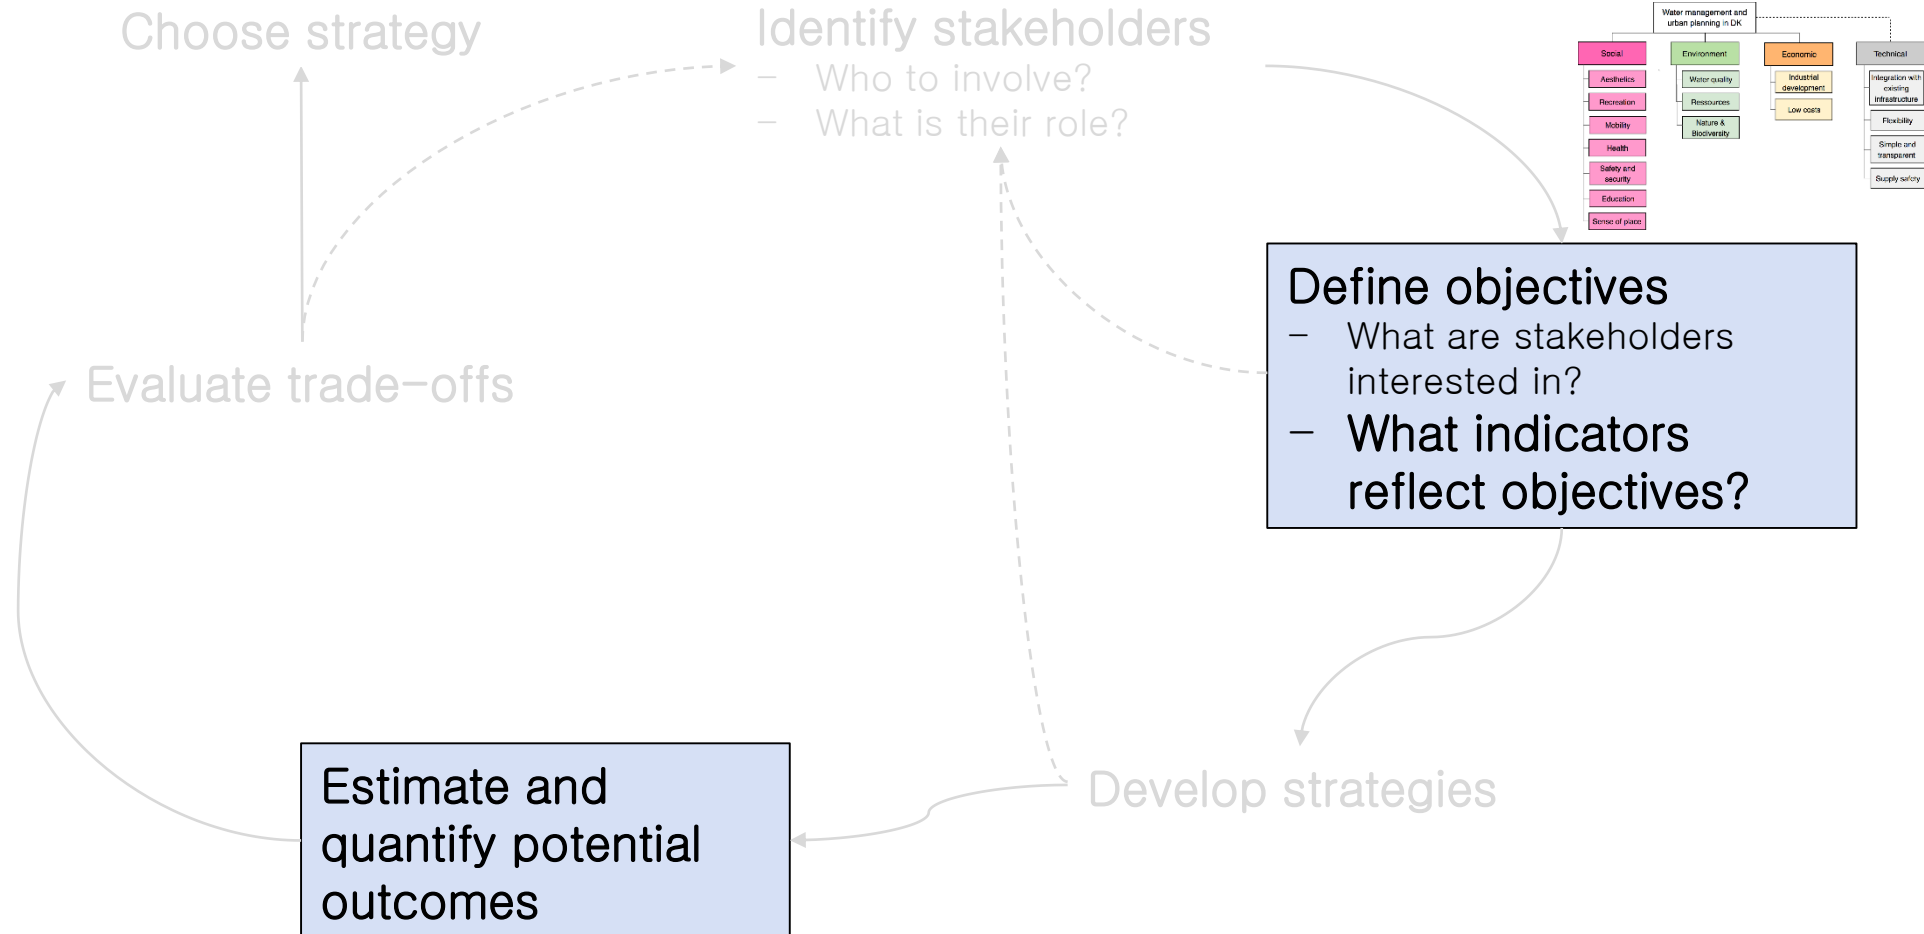 Choose strategy
Identify stakeholders
– Who to involve?
– What is their role?
Water management and
urban planning in DK
Social
Aesthetics
Recreation
Mobility
Health
Safety and
security
Education
Sense of place
Environment
Water quality
Ressources
Nature &
Biodiversity
Economic
Industrial
development
Low costs
Technical
Integration with
existing
infrastructure
Flexibility
Simple and
transparent
Supply safety
Define objectives
– What are stakeholders
interested in?
– What indicators
reflect objectives?
Evaluate trade-offs
Develop strategies
Estimate and
quantify potential
outcomes